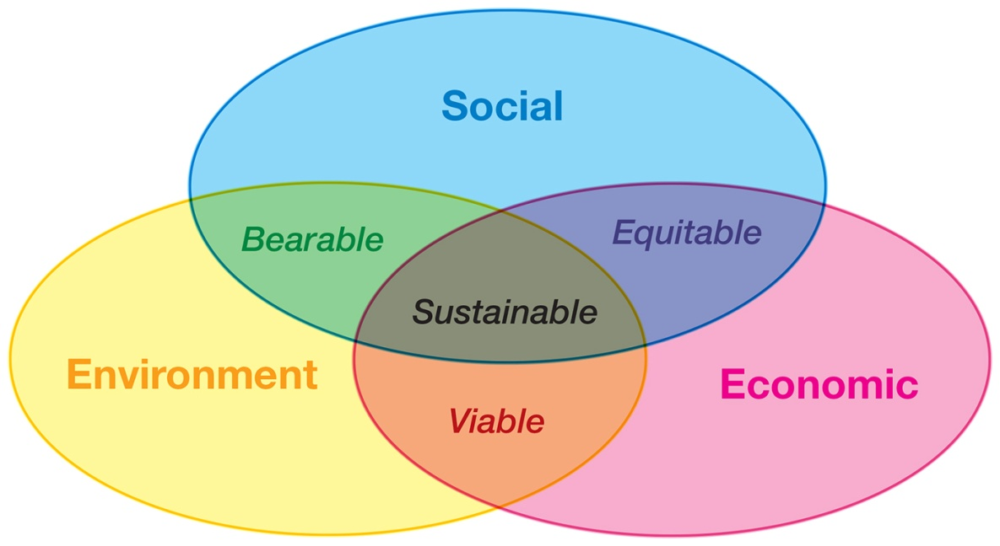 Social
Bearable
Equitable
Sustainable
Environment
Economic
Viable